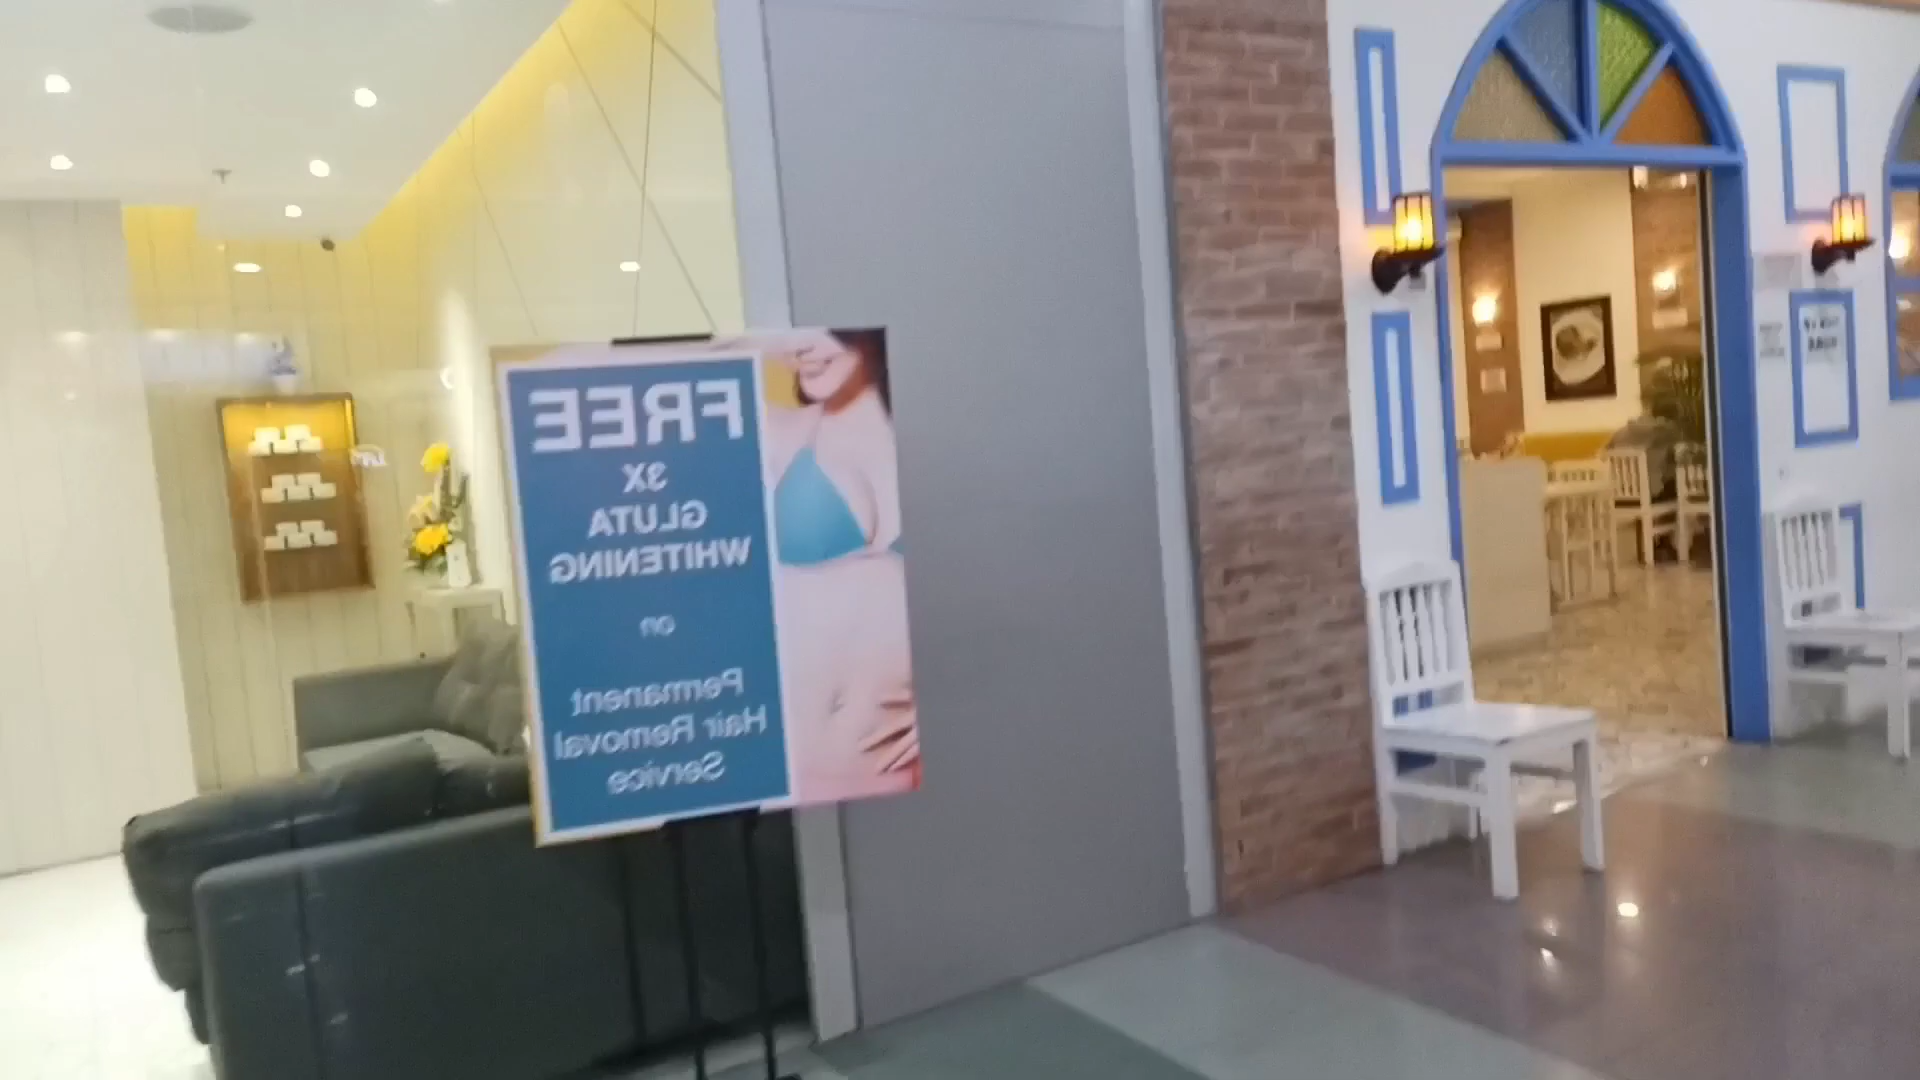 FREE
3X
GLUTA
WHITENING
on
Permanent
Hair Removal
Service